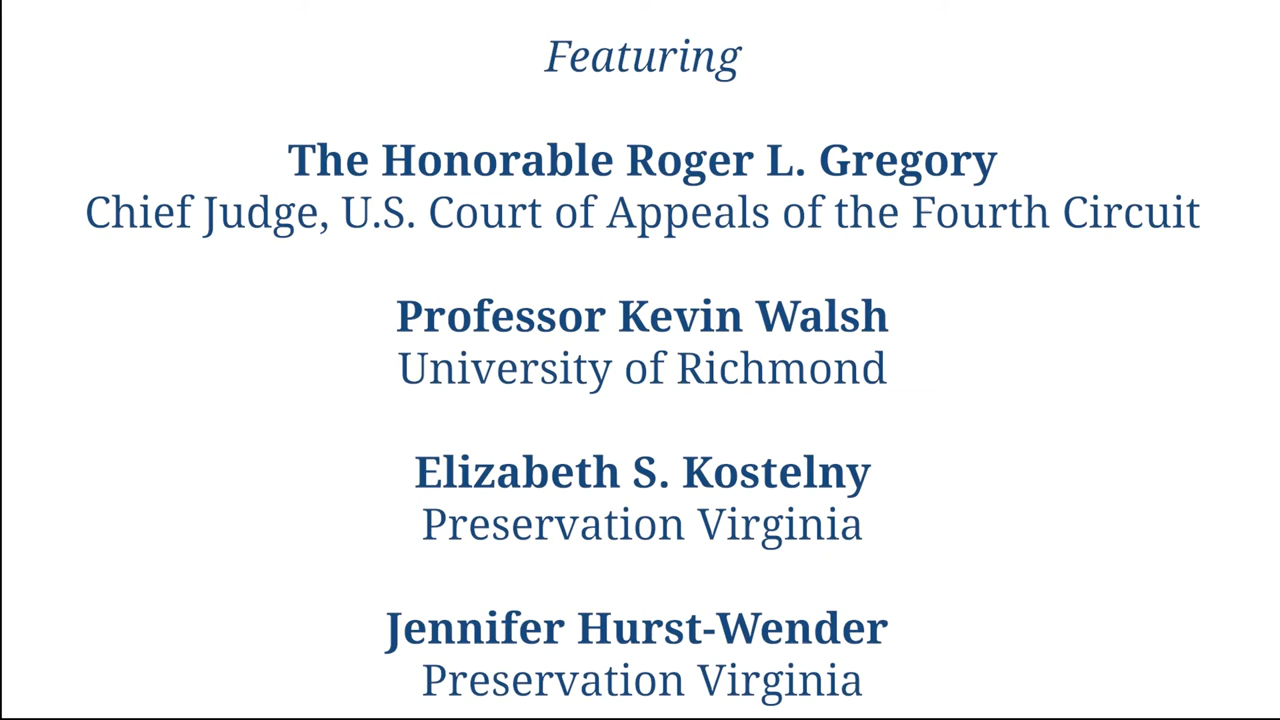 Featuring
The Honorable Roger L. Gregory
Chief Judge, U.S. Court of Appeals of the Fourth Circuit
Professor Kevin Walsh
University of Richmond
Elizabeth S. Kostelny
Preservation Virginia
Jennifer Hurst-Wender
Preservation Virginia